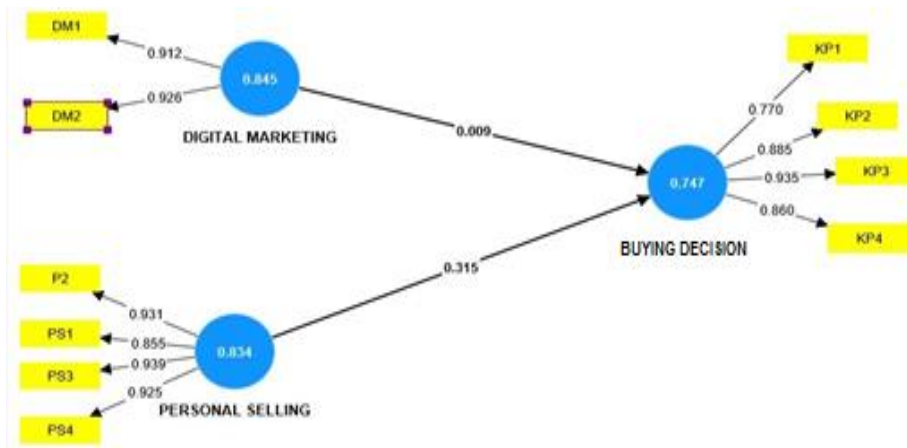 DM1
0.912
0.845
0.926
DM2
DIGITAL MARKETING
0.009
KP1
0.770
KP2
0.885
0.747
0.935
KP3
0.860
KP4
BUYING DECISION
0.315
P2
0.931
PS1
0.855
0.834
0.939
PS3
0.925
PS4
PERSONAL SELLING